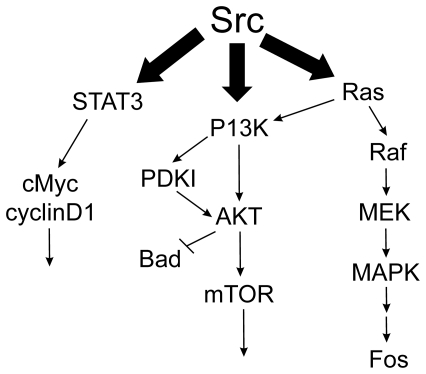 Src
STAT3
P13K
Ras
cMyc
cyclinD1
PDKI
AKT
Bad
mTOR
Raf
MEK
MAPK
Fos